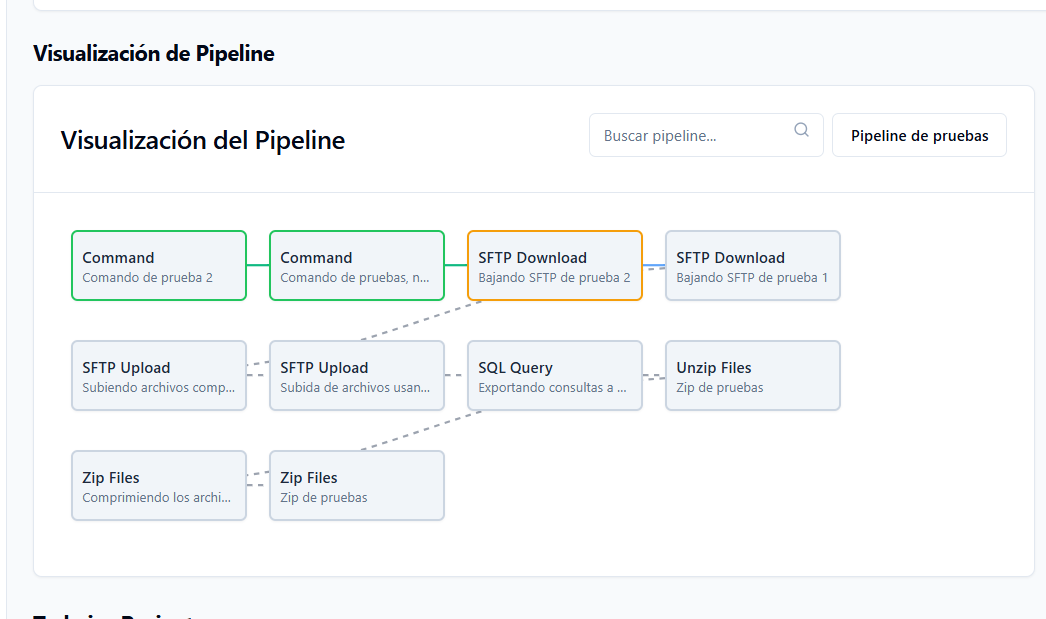 Visualización de Pipeline
Visualización del Pipeline
Buscar pipeline...
Pipeline de pruebas
Command
Comando de prueba 2
Command
Comando de pruebas, n...
SFTP Download
Bajando SFTP de prueba 2
SFTP Download
Bajando SFTP de prueba 1
SFTP Upload
Subiendo archivos comp...
SFTP Upload
Subida de archivos usan...
SQL Query
Exportando consultas a ...
Unzip Files
Zip de pruebas
Zip Files
Comprimiendo los archi...
Zip Files
Zip de pruebas